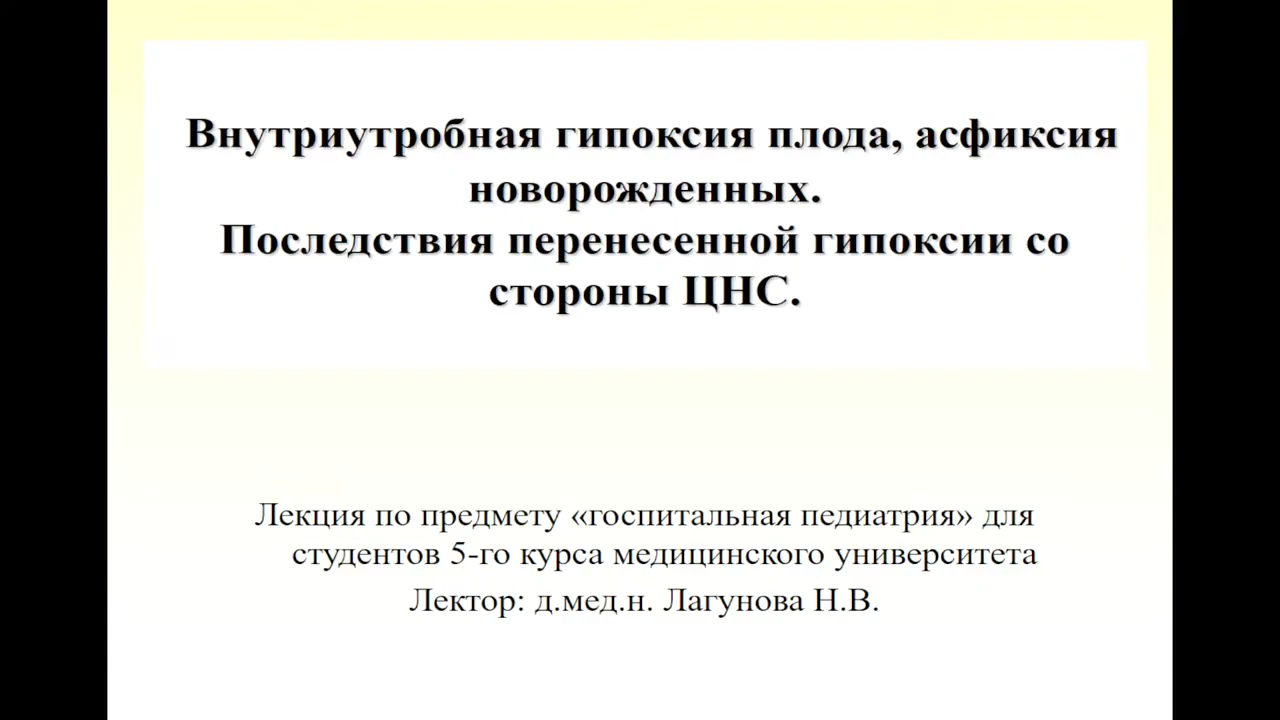 Внутриутробная гипоксия плода, асфиксия
новорожденных.
Последствия перенесенной гипоксии со
стороны ЦНС.
Лекция по предмету «госпитальная педиатрия» для
студентов 5-го курса медицинского университета
Лектор: д.мед.н. Лагунова Н.В.